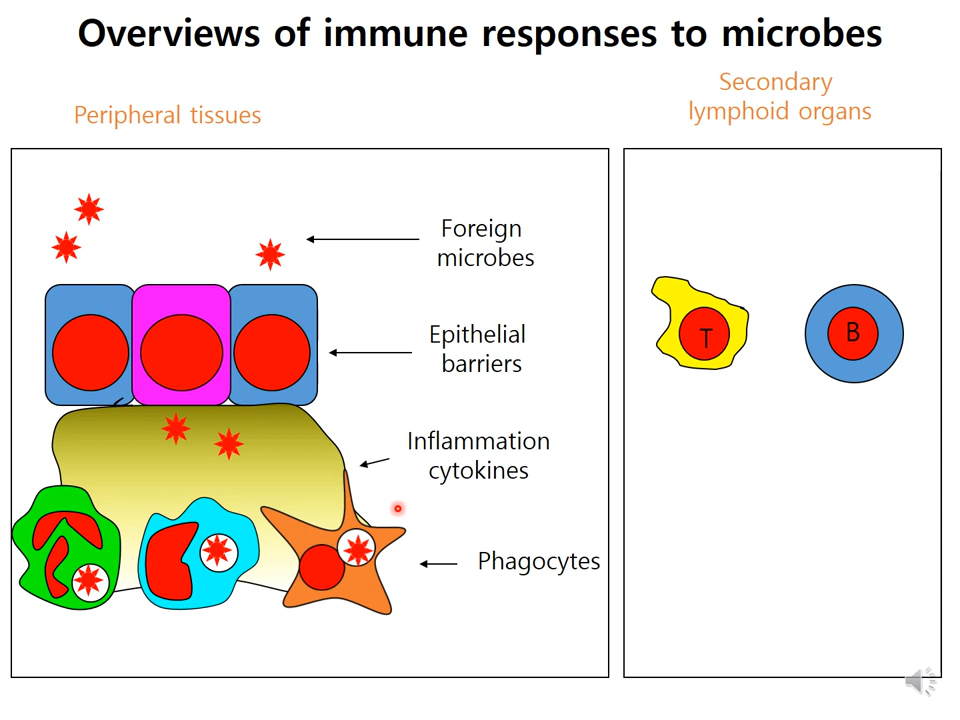 Overviews of immune responses to microbes
Peripheral tissues
Secondary
lymphoid organs
Foreign
microbes
Epithelial
barriers
Inflammation
cytokines
Phagocytes
T
B